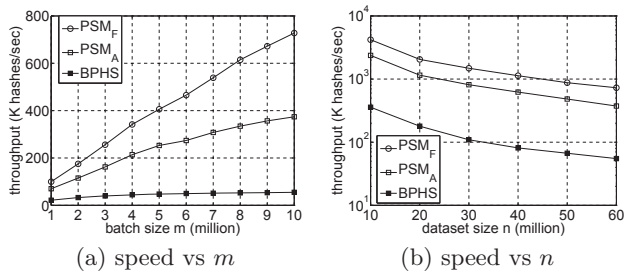 throughput (K hashes/sec)
800
600
400
200
0
PSM_F
PSM_A
BPHS
1 2 3 4 5 6 7 8 9 10
batch size m (million)
(a) speed vs m
throughput (K hashes/sec)
10^4
10^3
10^2
10^1
PSM_F
PSM_A
BPHS
10 20 30 40 50 60
dataset size n (million)
(b) speed vs n